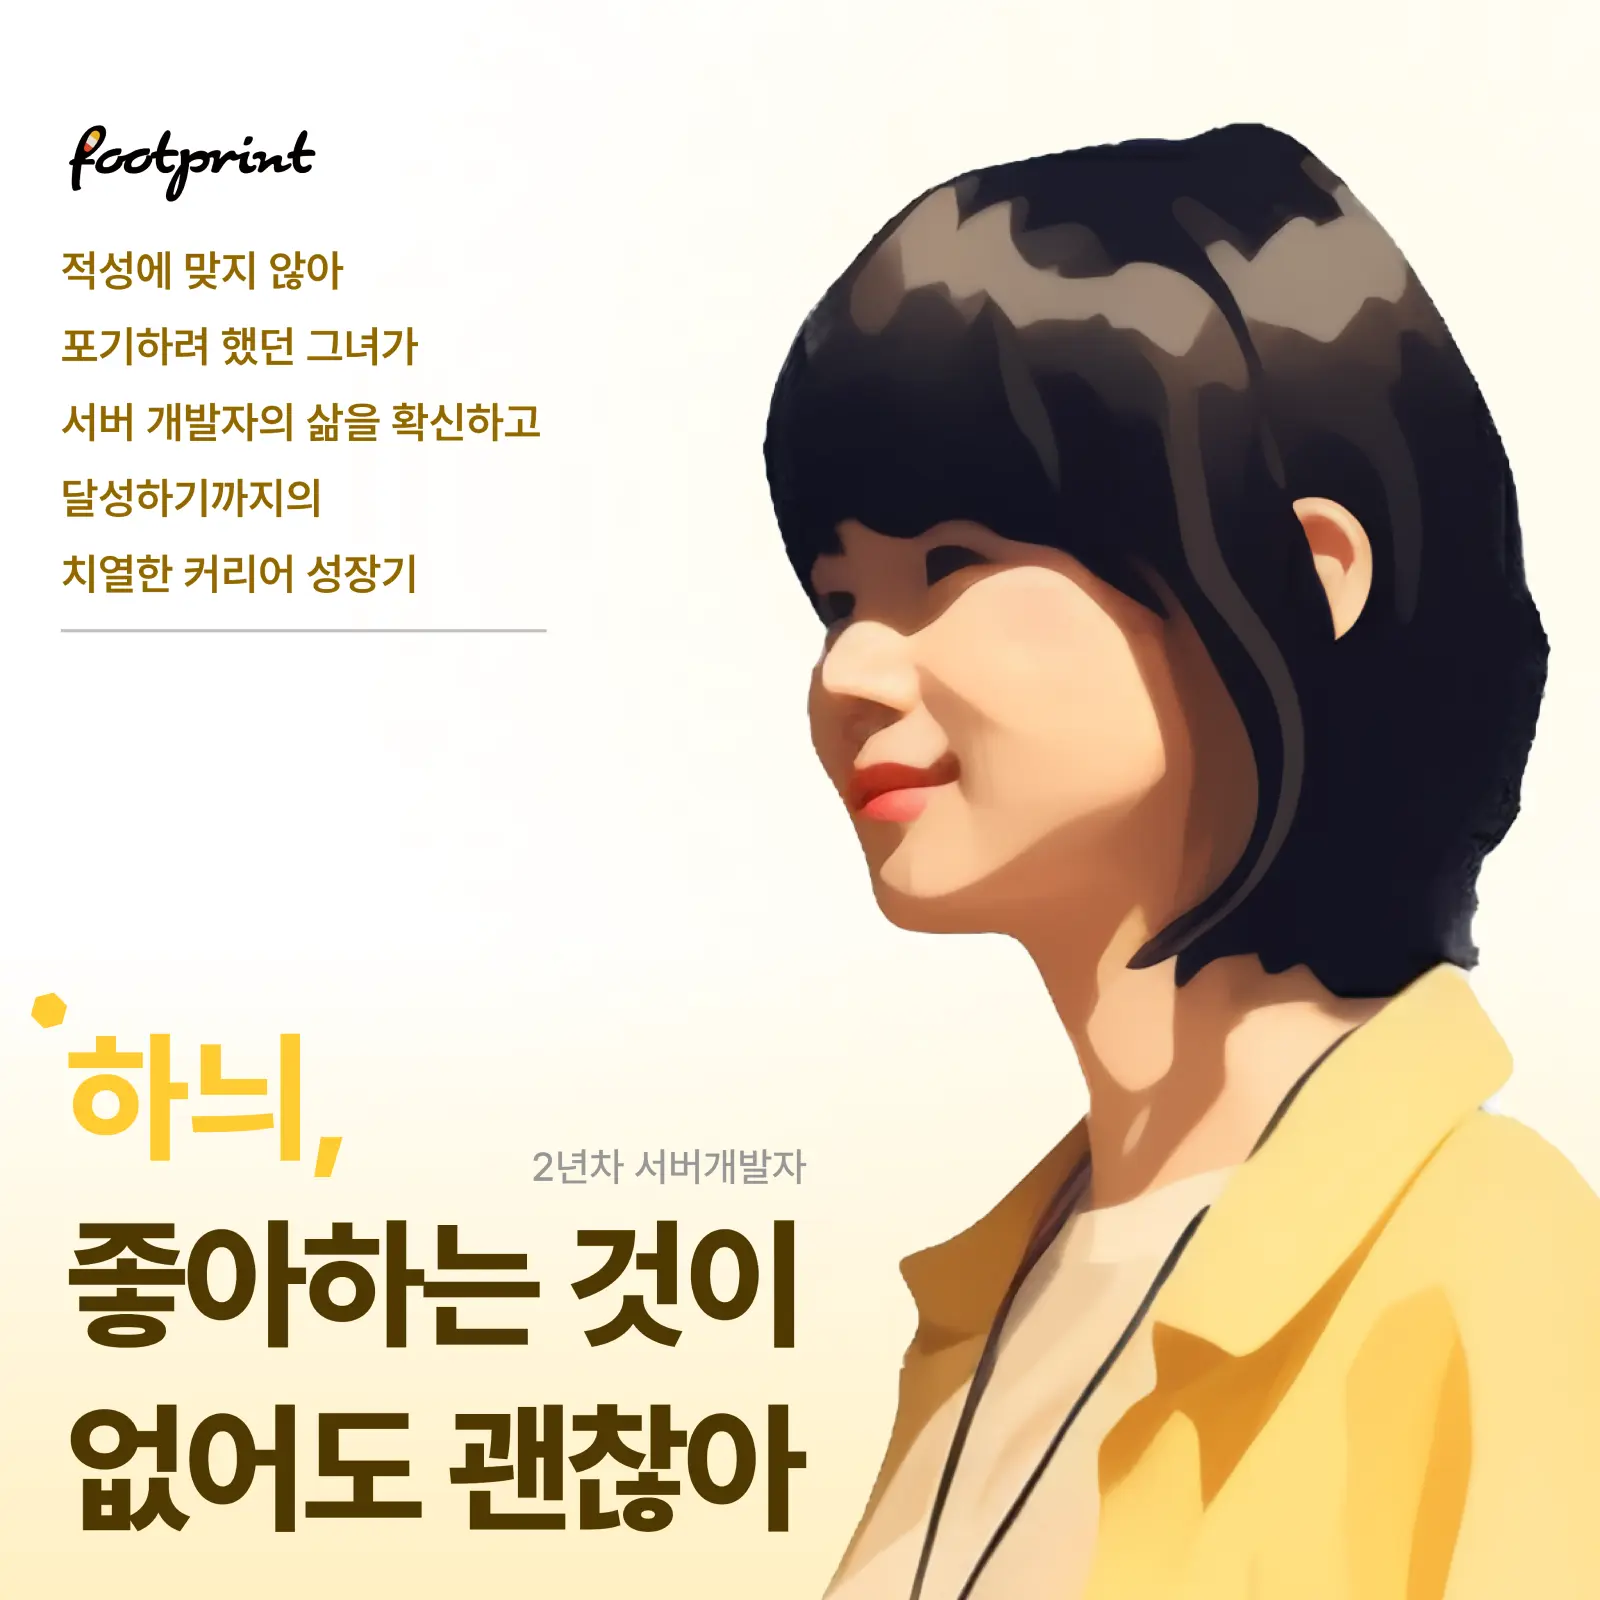 footprint
적성에 맞지 않아
포기하려 했던 그녀가
서버 개발자의 삶을 확신하고
달성하기까지의
치열한 커리어 성장기
하늬,
2년차 서버개발자
좋아하는 것이
없어도 괜찮아